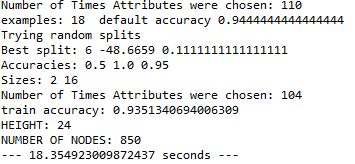 Number of Times Attributes were chosen: 110
examples: 18  default accuracy 0.9444444444444444
Trying random splits
Best split: 6 -48.6659 0.1111111111111111
Accuracies: 0.5 1.0 0.95
Sizes: 2 16
Number of Times Attributes were chosen: 104
train accuracy: 0.9351340694006309
HEIGHT: 24
NUMBER OF NODES: 850
--- 18.354923009872437 seconds ---